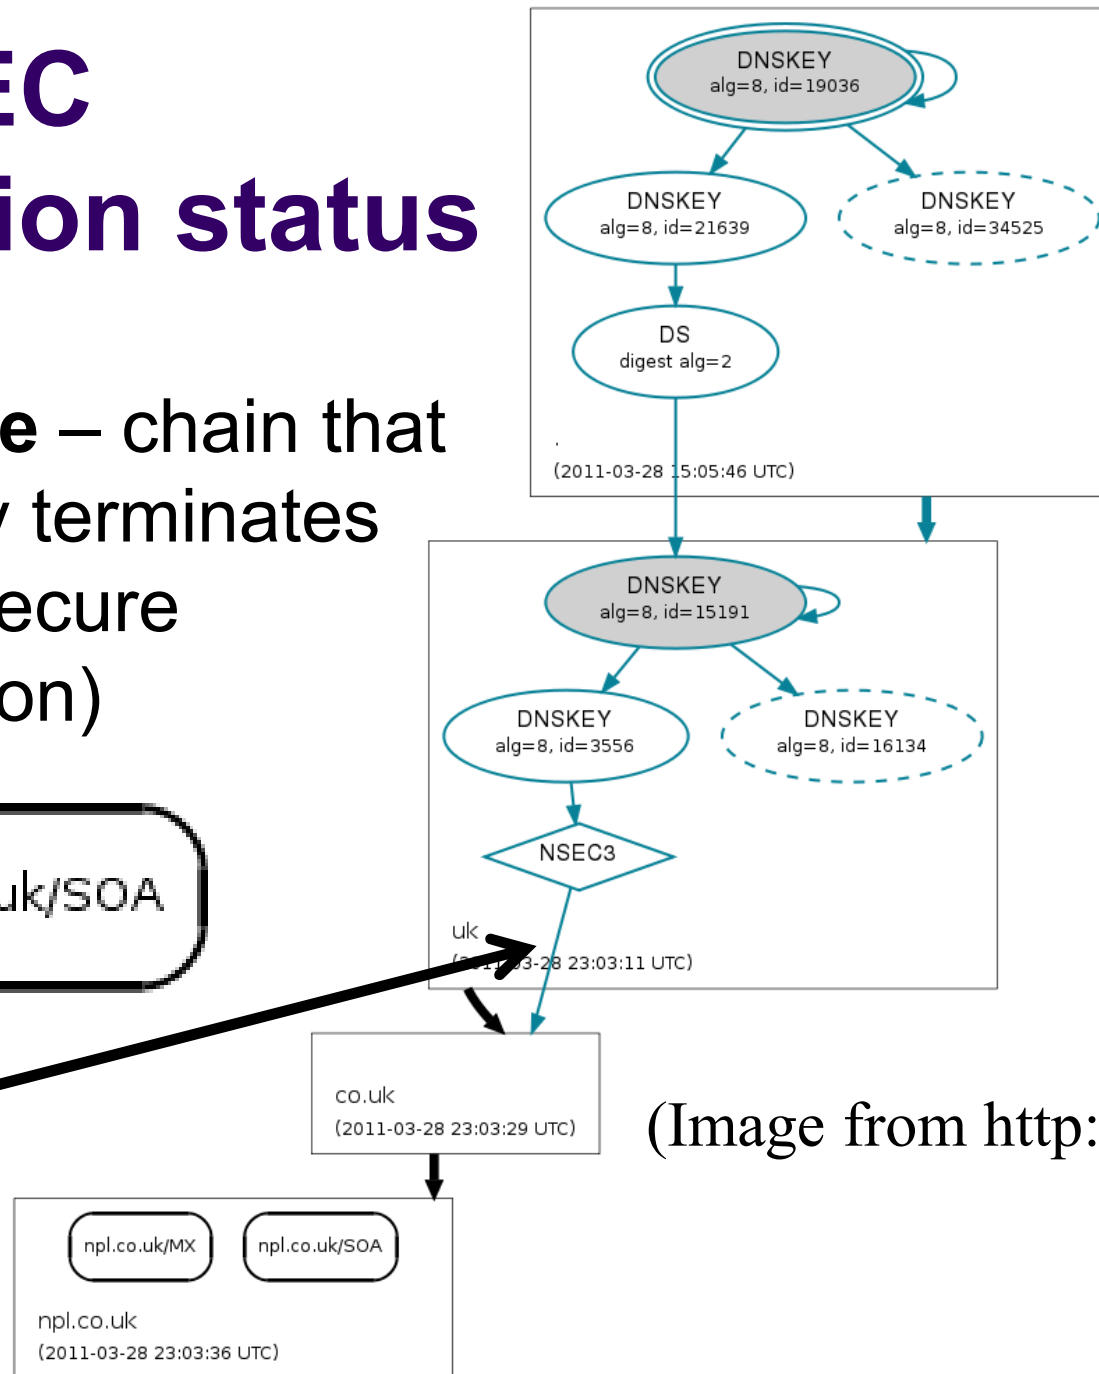 EC
ion status
e – chain that
y terminates
ecure
on)
uk/SOA
DNSKEY
alg=8, id=19036
DNSKEY
alg=8, id=21639
DNSKEY
alg=8, id=34525
DS
digest alg=2
.
(2011-03-28 15:05:46 UTC)
DNSKEY
alg=8, id=15191
DNSKEY
alg=8, id=3556
DNSKEY
alg=8, id=16134
NSEC3
uk
(2011-03-28 23:03:11 UTC)
co.uk
(2011-03-28 23:03:29 UTC)
(Image from http:
npl.co.uk/MX
npl.co.uk/SOA
npl.co.uk
(2011-03-28 23:03:36 UTC)